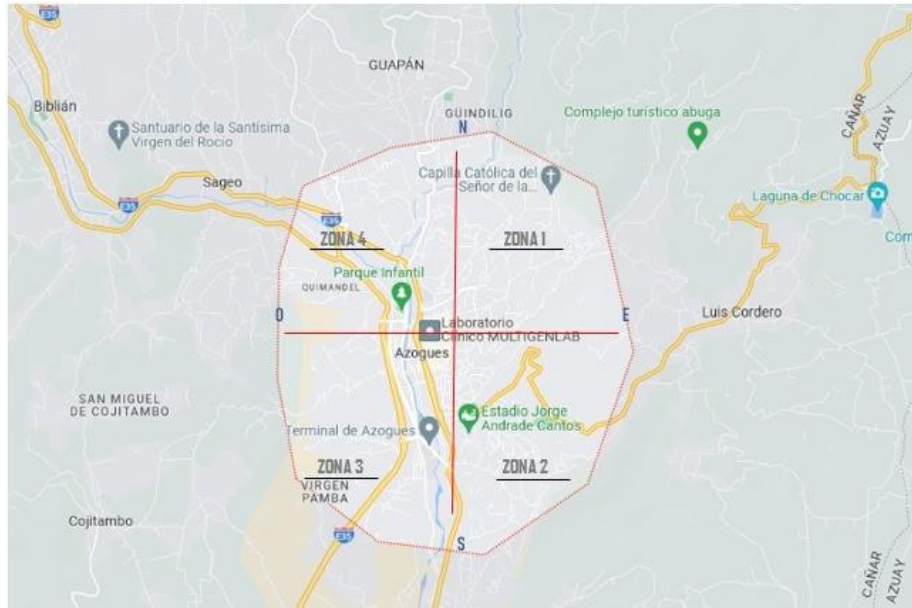 E35
GUAPÁN
Biblián
GÜINDILIG
N
Complejo turístico abuga
CAÑAR
AZUAY
Santuario de la Santísima
Virgen del Rocio
Capilla Católica del
Señor de la...
Sageo
E35
E35
Laguna de Chocar
Com
ZONA 4
ZONA 1
Parque Infantil
QUIMANDEL
O
E
Luis Cordero
Laboratorio
Clínico MULTIGENLAB
Azogues
SAN MIGUEL
DE COJITAMBO
Estadio Jorge
Andrade Cantos
Terminal de Azogues
ZONA 3
ZONA 2
VIRGEN
PAMBA
Cojitambo
E35
S
CAÑAR
AZUAY